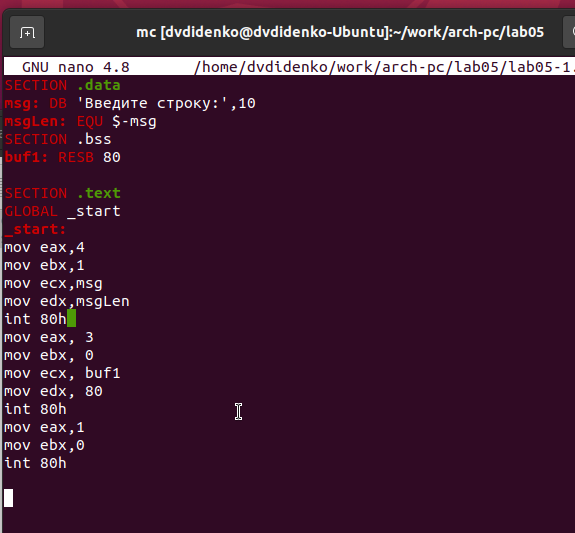 mc [dvdidenko@dvdidenko-Ubuntu]:~/work/arch-pc/lab05
GNU nano 4.8 /home/dvdidenko/work/arch-pc/lab05/lab05-1.
SECTION .data
msg: DB 'Введите строку:',10
msgLen: EQU $-msg
SECTION .bss
buf1: RESB 80
SECTION .text
GLOBAL _start
_start:
mov eax,4
mov ebx,1
mov ecx,msg
mov edx,msgLen
int 80h
mov eax, 3
mov ebx, 0
mov ecx, buf1
mov edx, 80
int 80h
mov eax,1
mov ebx,0
int 80h